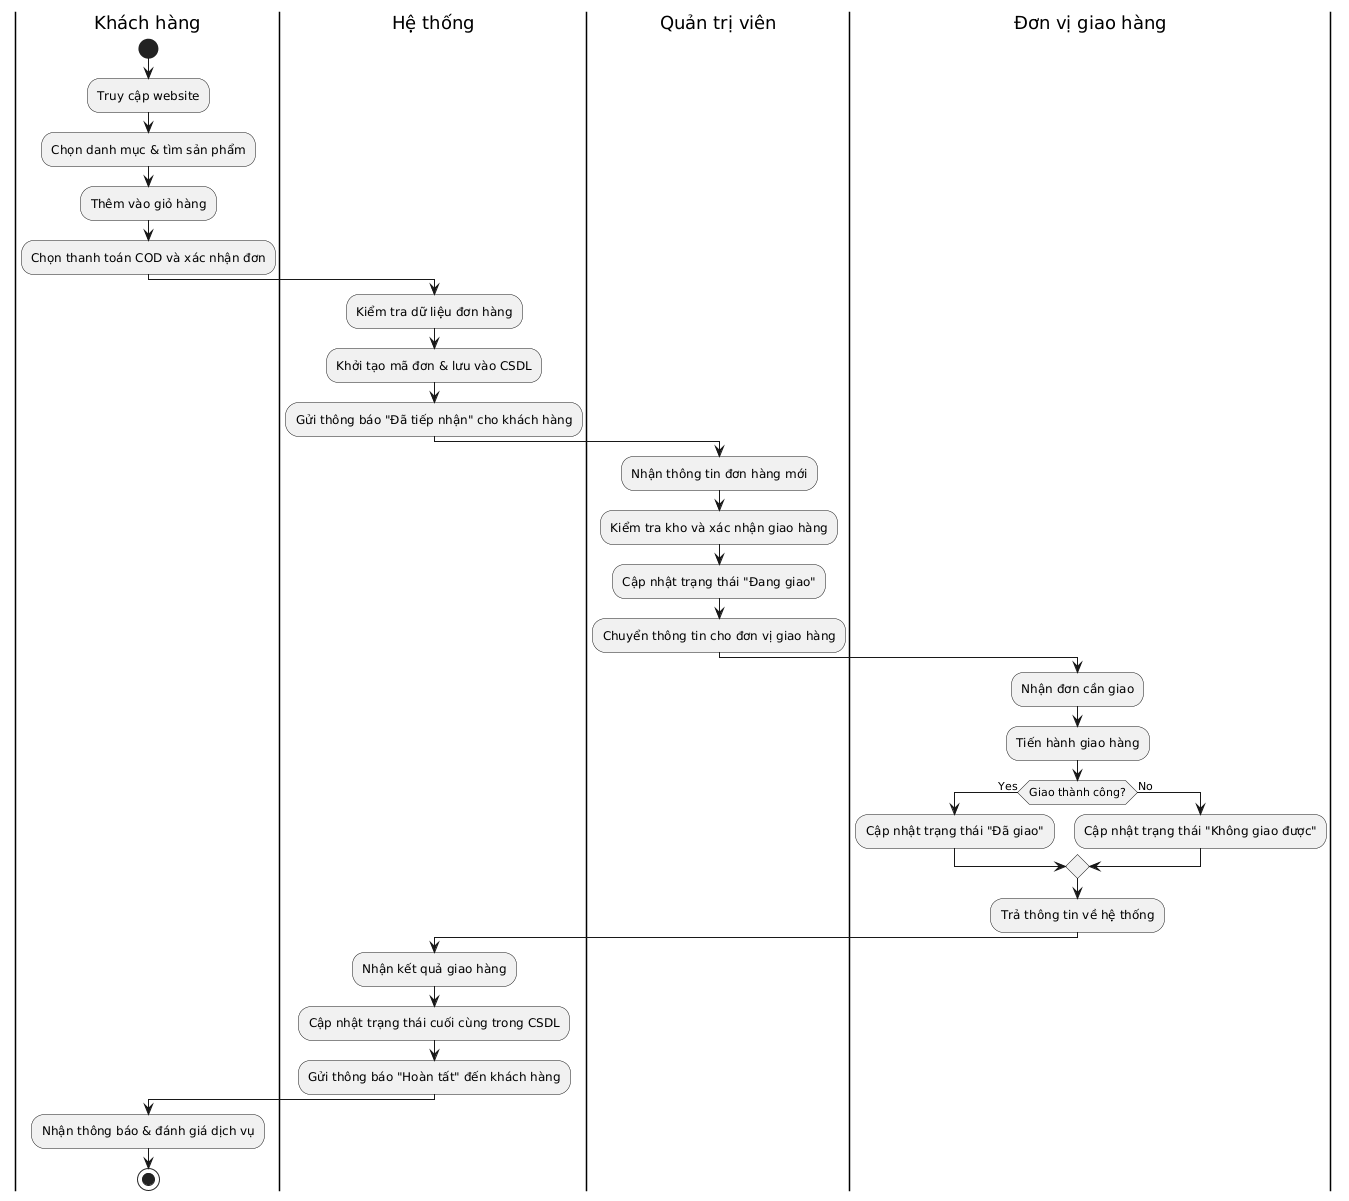 Khách hàng
Hệ thống
Quản trị viên
Đơn vị giao hàng
Truy cập website
Chọn danh mục & tìm sản phẩm
Thêm vào giỏ hàng
Chọn thanh toán COD và xác nhận đơn
Kiểm tra dữ liệu đơn hàng
Khởi tạo mã đơn & lưu vào CSDL
Gửi thông báo "Đã tiếp nhận" cho khách hàng
Nhận thông tin đơn hàng mới
Kiểm tra kho và xác nhận giao hàng
Cập nhật trạng thái "Đang giao"
Chuyển thông tin cho đơn vị giao hàng
Nhận đơn cần giao
Tiến hành giao hàng
Yes
Giao thành công?
No
Cập nhật trạng thái "Đã giao"
Cập nhật trạng thái "Không giao được"
Trả thông tin về hệ thống
Nhận kết quả giao hàng
Cập nhật trạng thái cuối cùng trong CSDL
Gửi thông báo "Hoàn tất" đến khách hàng
Nhận thông báo & đánh giá dịch vụ